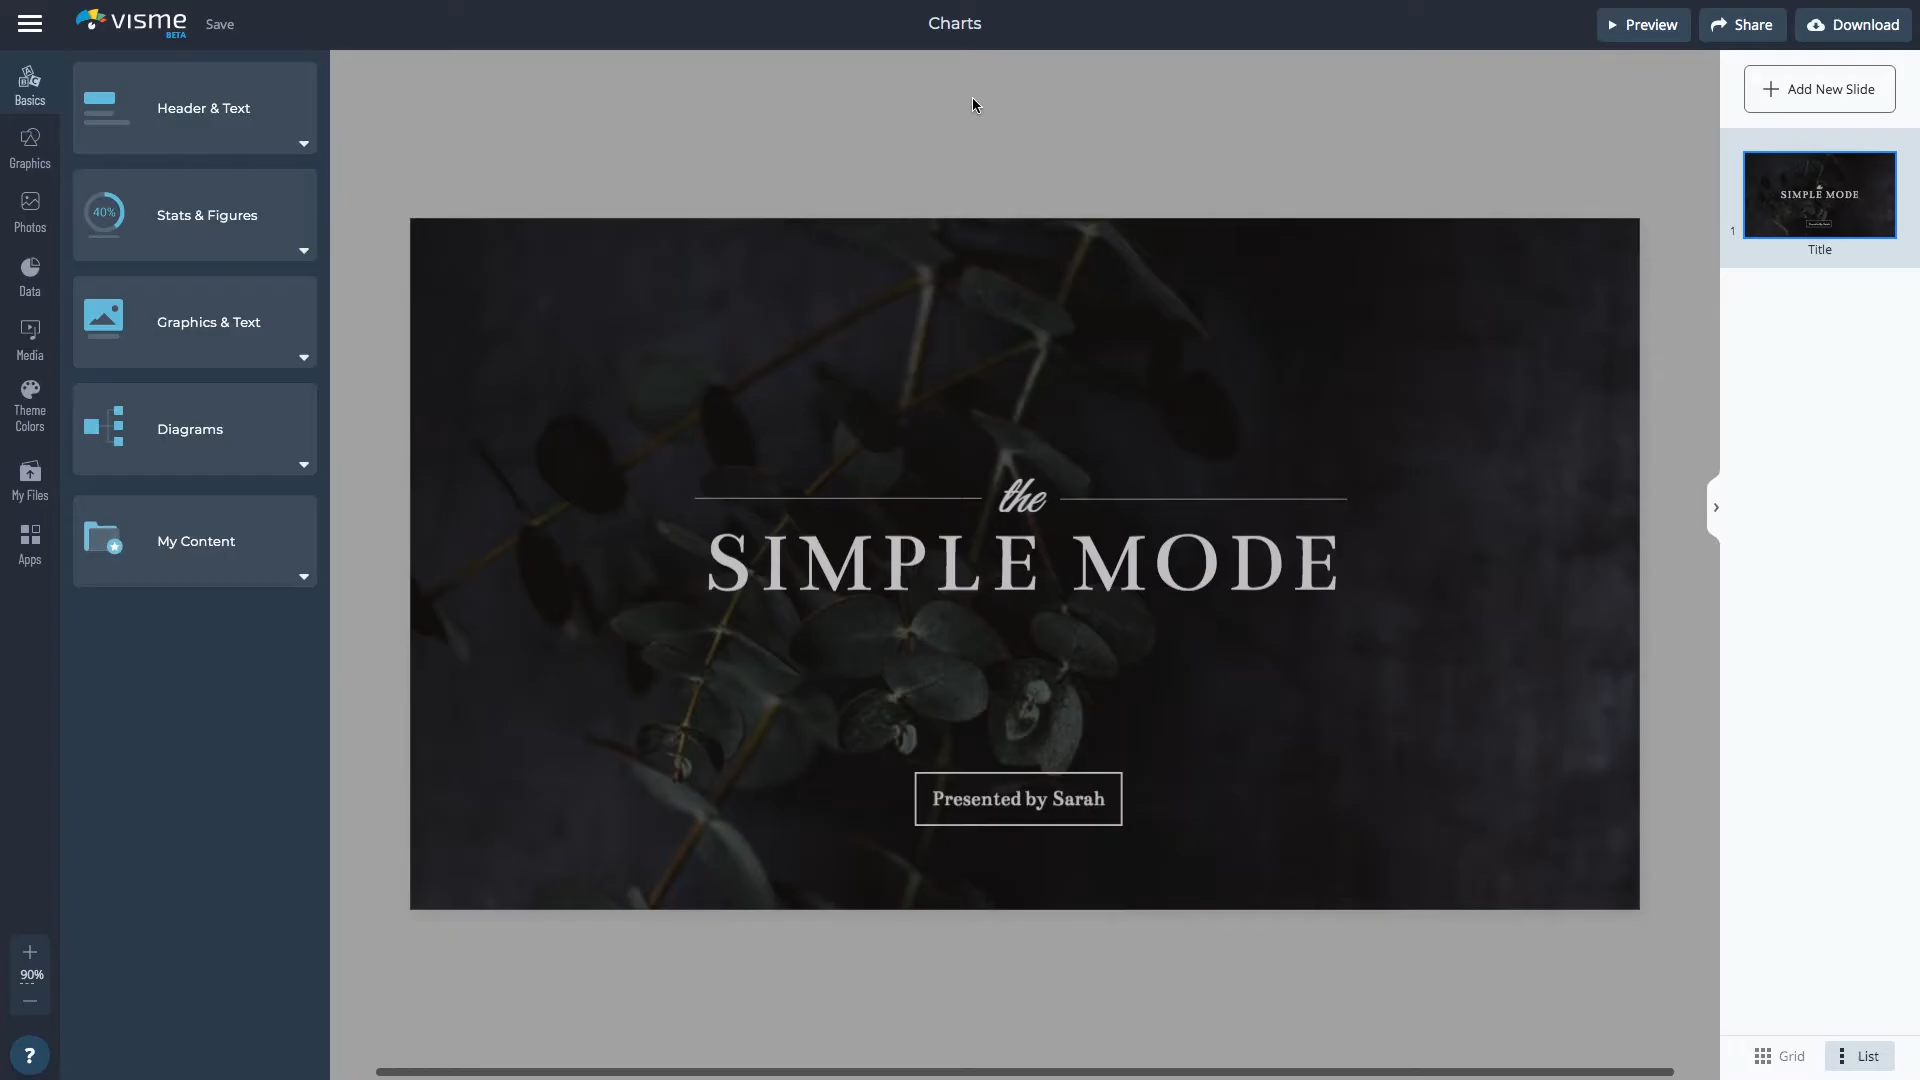 visme
BETA
Save
Charts
Preview
Share
Download
Basics
Graphics
Photos
Data
Media
Theme
Colors
My Files
Apps
90%
?
Header & Text
40%
Stats & Figures
Graphics & Text
Diagrams
My Content
the
SIMPLE MODE
Presented by Sarah
Add New Slide
SIMPLE MODE
1
Title
Grid
List